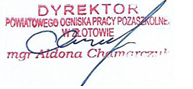 DYREKTOR
POWIATOWEGO OGNISKA PRACY POZASZKOLNEJ
W ZŁOTOWIE
mgr Aldona Chamarczuk